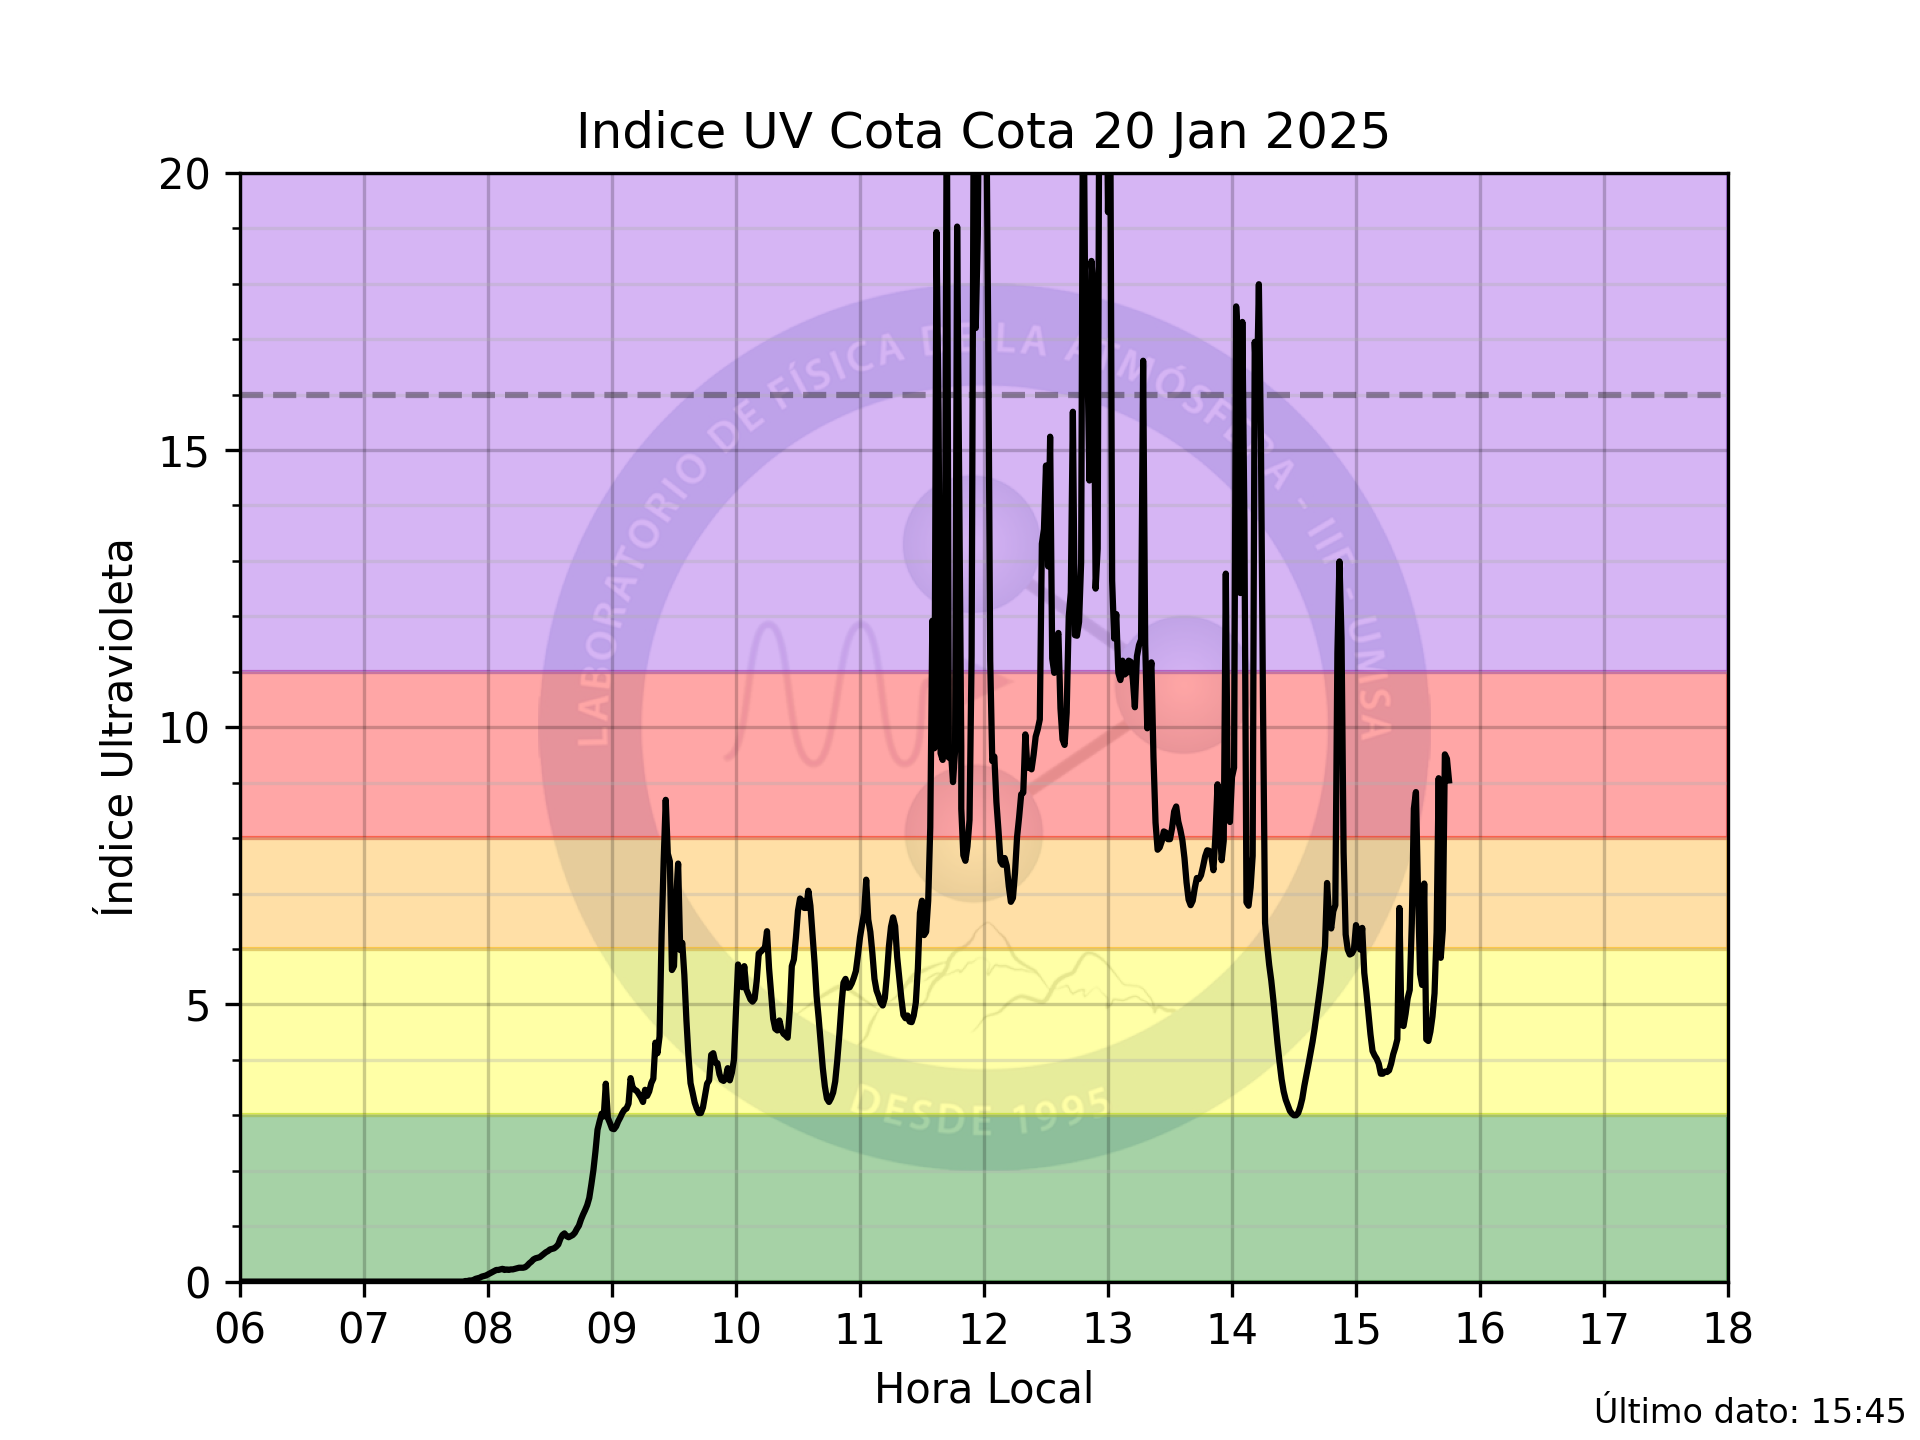 Indice UV Cota Cota 20 Jan 2025
20
15
10
5
0
Índice Ultravioleta
LABORATORIO DE FÍSICA DE LA ATMÓSFERA - IIF - UMSA
DESDE 1995
06 07 08 09 10 11 12 13 14 15 16 17 18
Hora Local
Último dato: 15:45